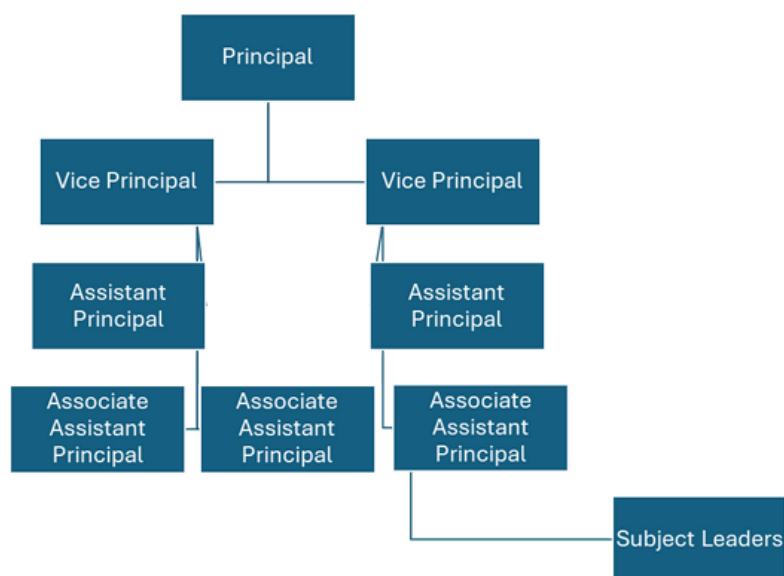 Principal
Vice Principal
Vice Principal
Assistant
Principal
Assistant
Principal
Associate
Assistant
Principal
Associate
Assistant
Principal
Associate
Assistant
Principal
Subject Leaders